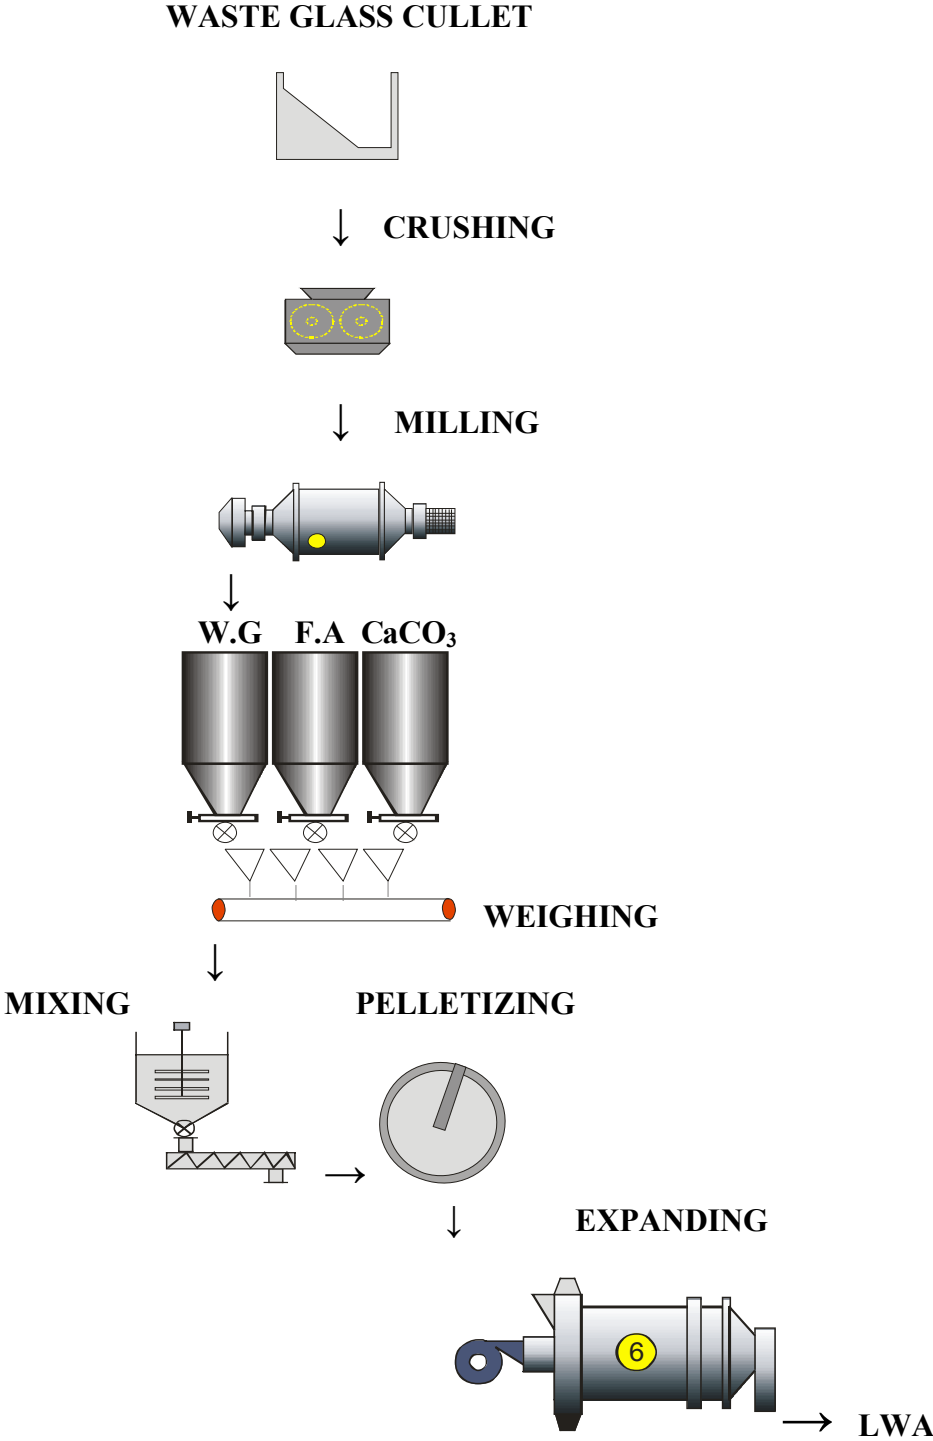 WASTE GLASS CULLET
CRUSHING
MILLING
W.G F.A CaCO₃
WEIGHING
MIXING PELLETIZING
EXPANDING
6
LWA